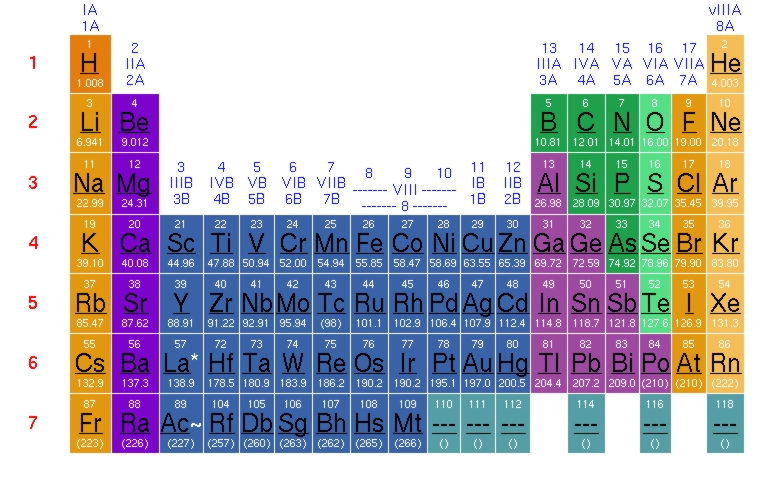 IA vIIIA
1A 8A
1 2
2 13 14 15 16 17
1 H IIA IIIA IVA VA VIA VIIA He
1.008 2A 3A 4A 5A 6A 7A 4.003
3 4 5 6 7 8 9 10
2 Li Be B C N O F Ne
6.941 9.012 10.81 12.01 14.01 16.00 19.00 20.18
11 12 3 4 5 6 7 8 9 10 11 12 13 14 15 16 17 18
3 Na Mg IIIB IVB VB VIB VIIB ------- VIII ------- IB IIB Al Si P S Cl Ar
22.99 24.31 3B 4B 5B 6B 7B ------- 8 ------- 1B 2B 26.98 28.09 30.97 32.07 35.45 39.95
19 20 21 22 23 24 25 26 27 28 29 30 31 32 33 34 35 36
4 K Ca Sc Ti V Cr Mn Fe Co Ni Cu Zn Ga Ge As Se Br Kr
39.10 40.08 44.96 47.88 50.94 52.00 54.94 55.85 58.47 58.69 63.55 65.39 69.72 72.59 74.92 78.96 79.90 83.80
37 38 39 40 41 42 43 44 45 46 47 48 49 50 51 52 53 54
5 Rb Sr Y Zr Nb Mo Tc Ru Rh Pd Ag Cd In Sn Sb Te I Xe
85.47 87.62 88.91 91.22 92.91 95.94 (98) 101.1 102.9 106.4 107.9 112.4 114.8 118.7 121.8 127.6 126.9 131.3
55 56 57 72 73 74 75 76 77 78 79 80 81 82 83 84 85 86
6 Cs Ba La* Hf Ta W Re Os Ir Pt Au Hg Tl Pb Bi Po At Rn
132.9 137.3 138.9 178.5 180.9 183.9 186.2 190.2 190.2 195.1 197.0 200.5 204.4 207.2 209.0 (210) (210) (222)
87 88 89 104 105 106 107 108 109 110 111 112 114 116 118
7 Fr Ra Ac~ Rf Db Sg Bh Hs Mt --- --- --- --- --- ---
(223) (226) (227) (257) (260) (263) (262) (265) (266) () () () () () ()